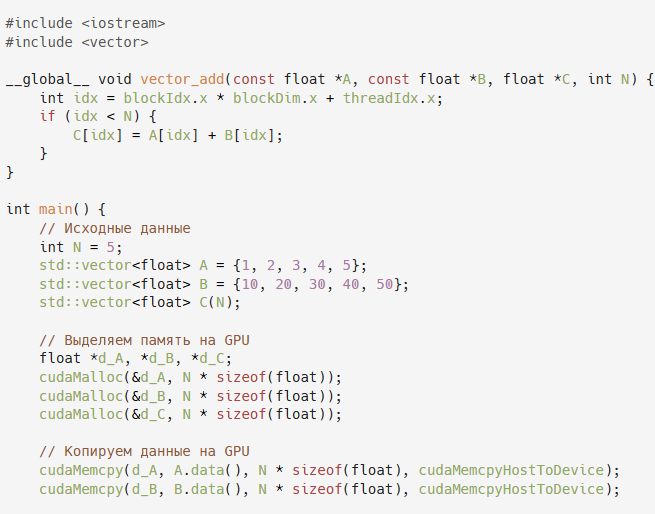 #include <iostream>
#include <vector>
__global__ void vector_add(const float *A, const float *B, float *C, int N) {
    int idx = blockIdx.x * blockDim.x + threadIdx.x;
    if (idx < N) {
        C[idx] = A[idx] + B[idx];
    }
}
int main() {
    // Исходные данные
    int N = 5;
    std::vector<float> A = {1, 2, 3, 4, 5};
    std::vector<float> B = {10, 20, 30, 40, 50};
    std::vector<float> C(N);
    // Выделяем память на GPU
    float *d_A, *d_B, *d_C;
    cudaMalloc(&d_A, N * sizeof(float));
    cudaMalloc(&d_B, N * sizeof(float));
    cudaMalloc(&d_C, N * sizeof(float));
    // Копируем данные на GPU
    cudaMemcpy(d_A, A.data(), N * sizeof(float), cudaMemcpyHostToDevice);
    cudaMemcpy(d_B, B.data(), N * sizeof(float), cudaMemcpyHostToDevice);